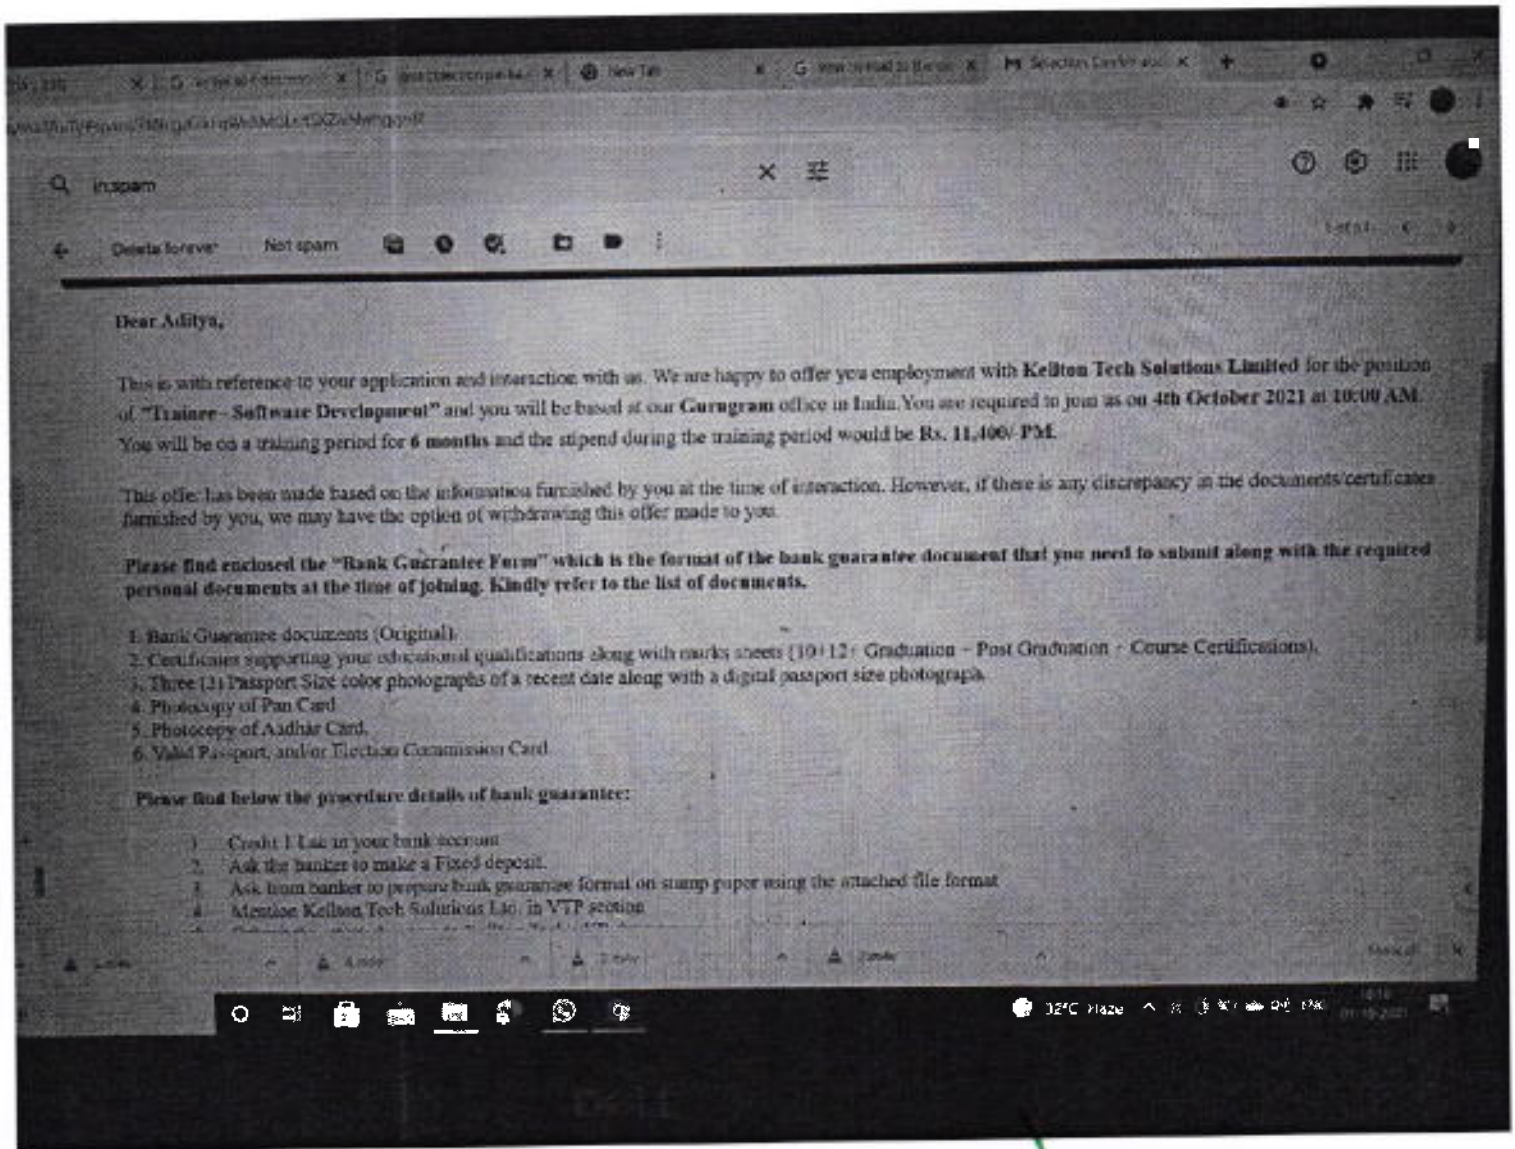 New Tab
in:spam
Delete forever Not spam
Dear Aditya,
This is with reference to your application and interaction with us. We are happy to offer you employment with Kellton Tech Solutions Limited for the position
of "Trainee- Software Development" and you will be based at our Gurugram office in India. You are required to join us on 4th October 2021 at 10:00 AM.
You will be on a training period for 6 months and the stipend during the training period would be Rs. 11,400/- PM.
This offer has been made based on the information furnished by you at the time of interaction. However, if there is any discrepancy in the documents/certificates
furnished by you, we may have the option of withdrawing this offer made to you.
Please find enclosed the "Bank Guarantee Form" which is the format of the bank guarantee document that you need to submit along with the required
personal documents at the time of joining. Kindly refer to the list of documents.
1. Bank Guarantee documents (Original).
2. Certificates supporting your educational qualifications along with marks sheets (10+12+ Graduation + Post Graduation + Course Certifications).
3. Three (3) Passport Size color photographs of a recent date along with a digital passport size photograph.
4. Photocopy of Pan Card
5. Photocopy of Aadhar Card.
6. Valid Passport, and/or Election Commission Card
Please find below the procedure details of bank guarantee:
1. Credit 1 Lac in your bank account
2. Ask the banker to make a Fixed deposit.
3. Ask from banker to prepare bank guarantee format on stamp paper using the attached file format
4. Mention Kellton Tech Solutions Ltd. in VTP section
Show all
32°C Haze